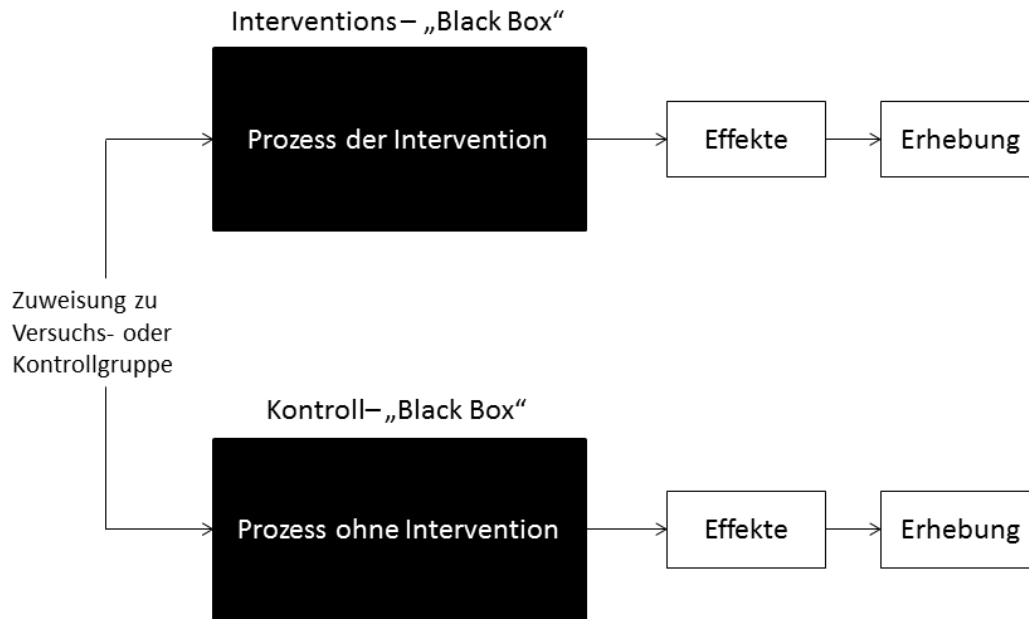 Interventions– „Black Box“
Prozess der Intervention
Effekte
Erhebung
Zuweisung zu
Versuchs- oder
Kontrollgruppe
Kontroll– „Black Box“
Prozess ohne Intervention
Effekte
Erhebung